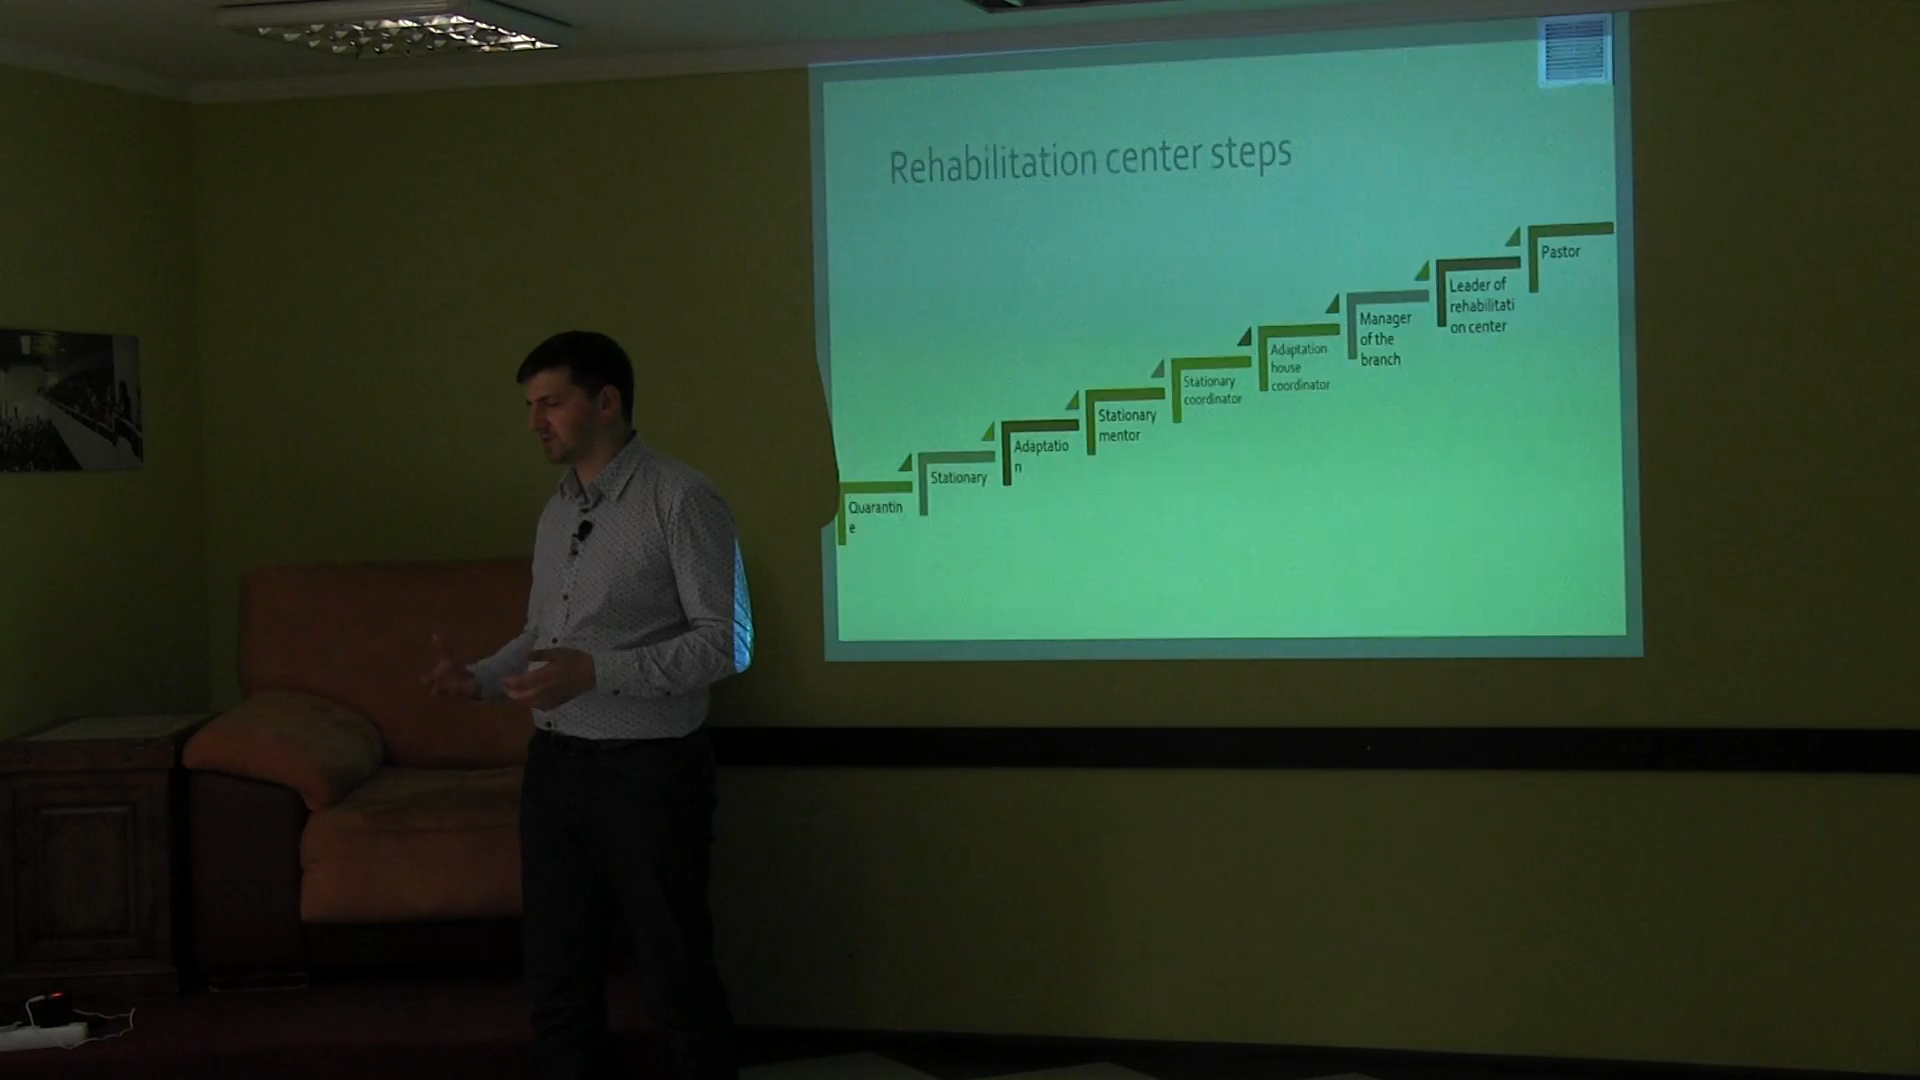 Rehabilitation center steps
Quarantin
e
Stationary
Adaptatio
n
Stationary
mentor
Stationary
coordinator
Adaptation
house
coordinator
Manager
of the
branch
Leader of
rehabilitati
on center
Pastor